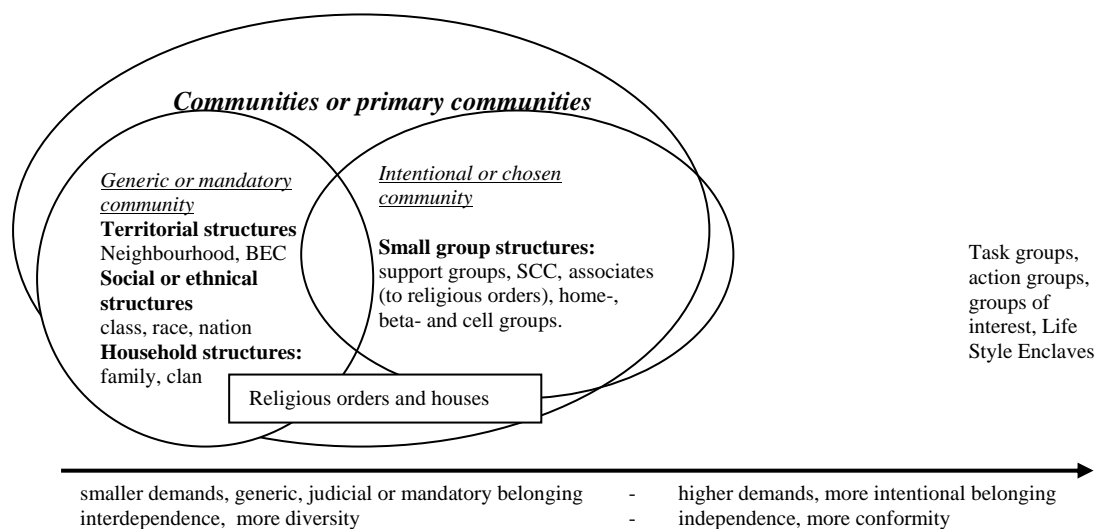 Communities or primary communities
Generic or mandatory
community
Territorial structures
Neighbourhood, BEC
Social or ethnical
structures
class, race, nation
Household structures:
family, clan
Intentional or chosen
community
Small group structures:
support groups, SCC, associates
(to religious orders), home-,
beta- and cell groups.
Task groups,
action groups,
groups of
interest, Life
Style Enclaves
Religious orders and houses
smaller demands, generic, judicial or mandatory belonging - higher demands, more intentional belonging
interdependence, more diversity - independence, more conformity